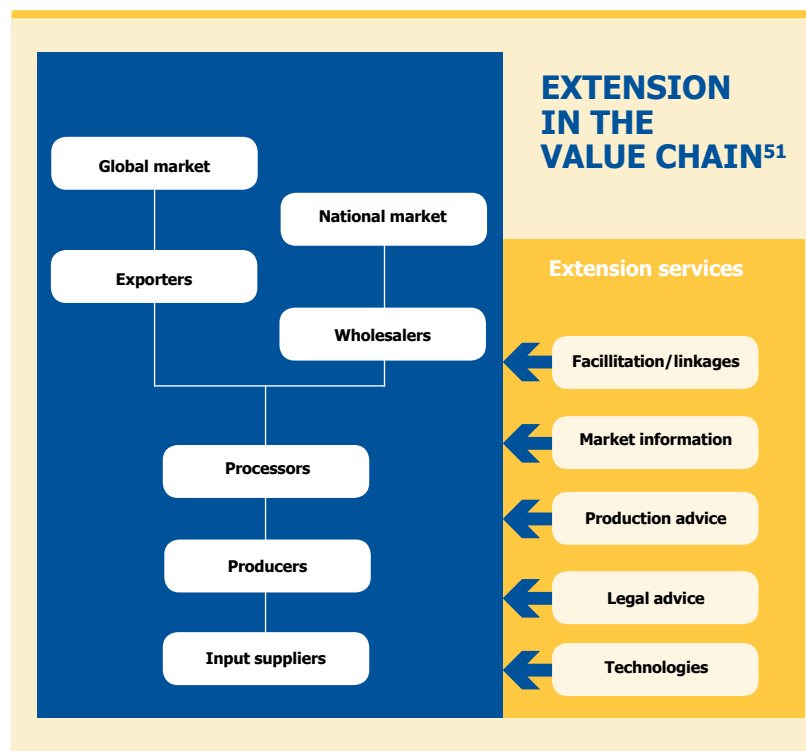 EXTENSION
IN THE
VALUE CHAIN51
Global market
National market
Exporters
Wholesalers
Processors
Producers
Input suppliers
Extension services
Facillitation/linkages
Market information
Production advice
Legal advice
Technologies